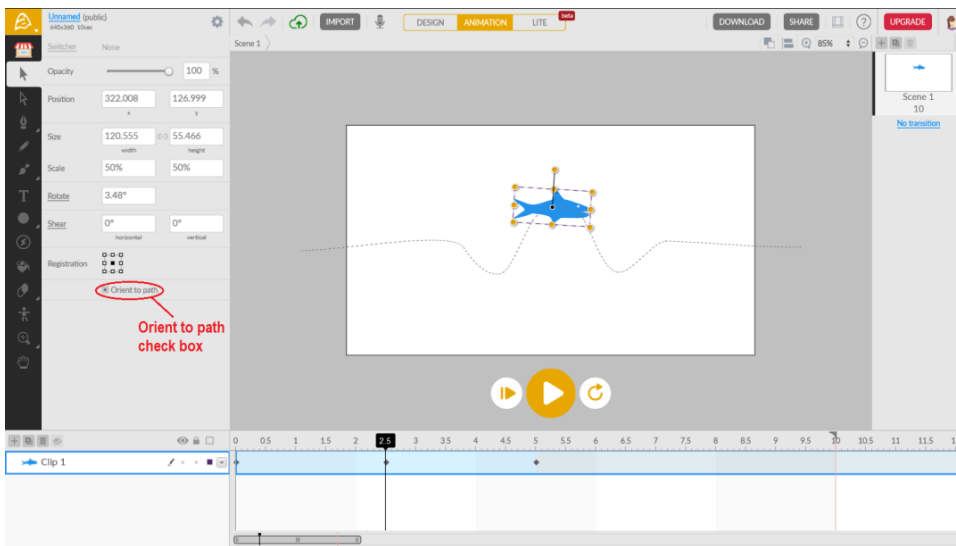 Unnamed (public)
640x360 10sec
IMPORT
DESIGN
ANIMATION
LITE
beta
DOWNLOAD
SHARE
?
UPGRADE
Switcher None
Scene 1
85%
Opacity 100 %
Position 322.008 126.999
x y
Size 120.555 55.466
width height
Scale 50% 50%
Rotate 3.48°
Shear 0° 0°
horizontal vertical
Registration
Orient to path
Orient to path
check box
Scene 1
10
No transition
0 0.5 1 1.5 2 2.5 3 3.5 4 4.5 5 5.5 6 6.5 7 7.5 8 8.5 9 9.5 10 10.5 11 11.5 1
Clip 1